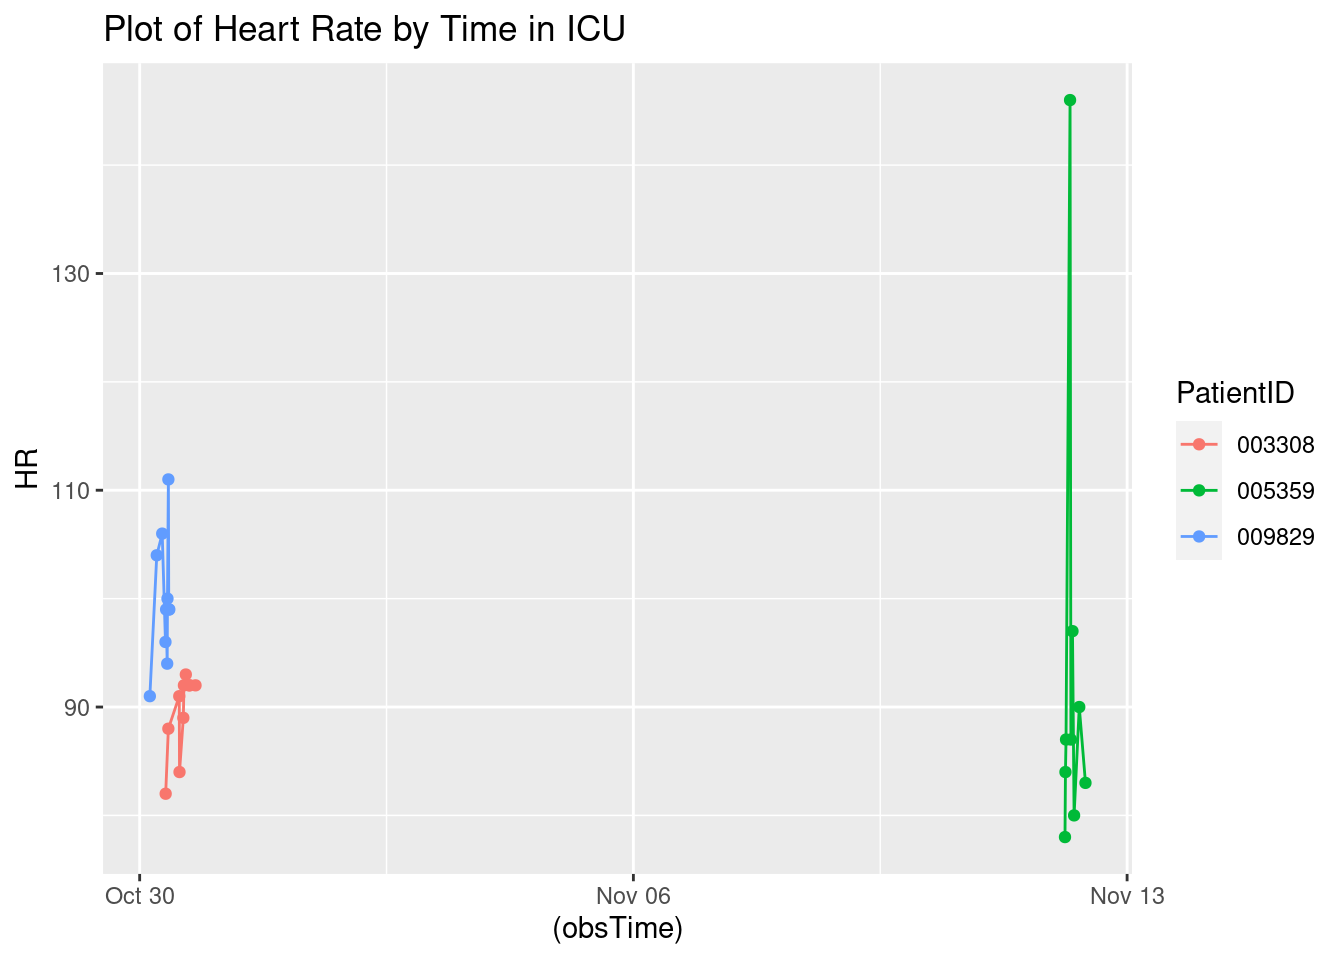 Plot of Heart Rate by Time in ICU
HR
130
110
90
Oct 30
Nov 06
Nov 13
(obsTime)
PatientID
003308
005359
009829